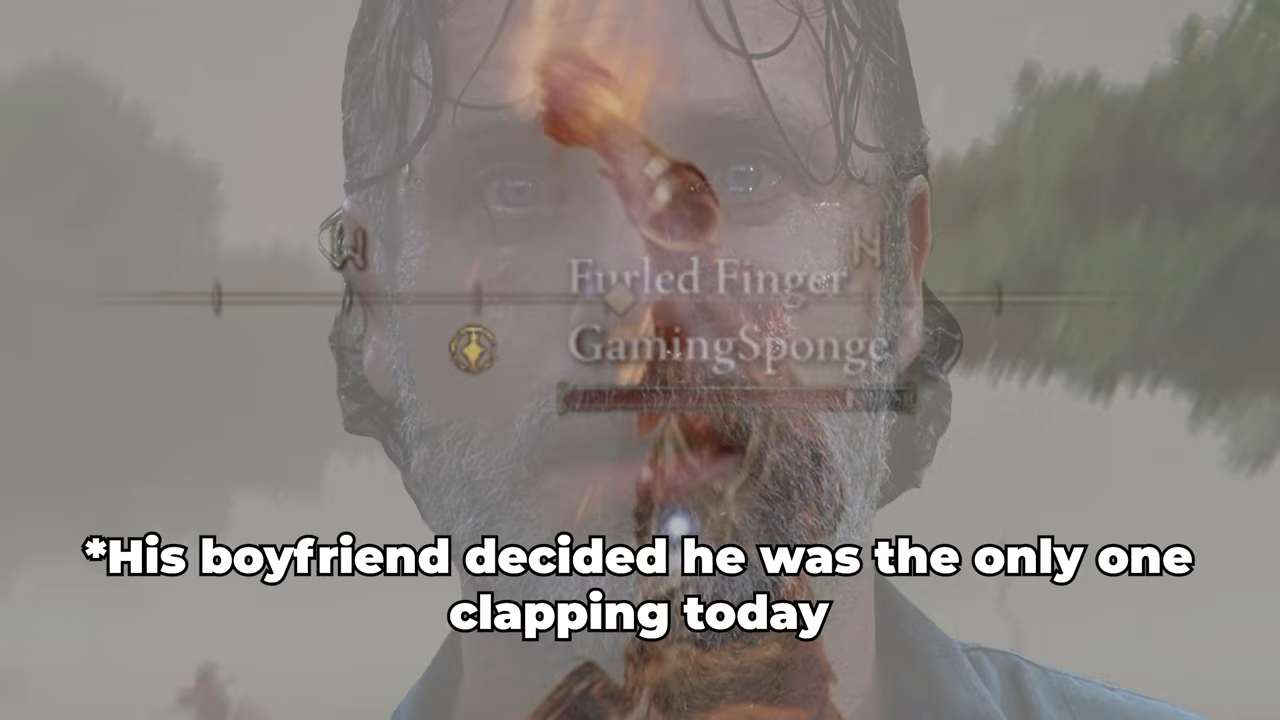 W N
Furled Finger
GamingSponge
*His boyfriend decided he was the only one
clapping today